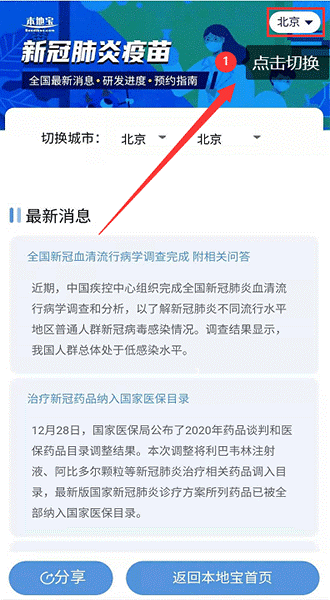 本地宝
Bendibao.com
北京
新冠肺炎疫苗
全国最新消息·研发进度·预约指南
1
点击切换
切换城市：
北京
北京
最新消息
全国新冠血清流行病学调查完成 附相关问答
近期，中国疾控中心组织完成全国新冠肺炎血清流
行病学调查和分析，以了解新冠肺炎不同流行水平
地区普通人群新冠病毒感染情况。调查结果显示，
我国人群总体处于低感染水平。
治疗新冠药品纳入国家医保目录
12月28日，国家医保局公布了2020年药品谈判和医
保药品目录调整结果。本次调整将利巴韦林注射
液、阿比多尔颗粒等新冠肺炎治疗相关药品调入目
录，最新版国家新冠肺炎诊疗方案所列药品已被全
部纳入国家医保目录。
分享
返回本地宝首页